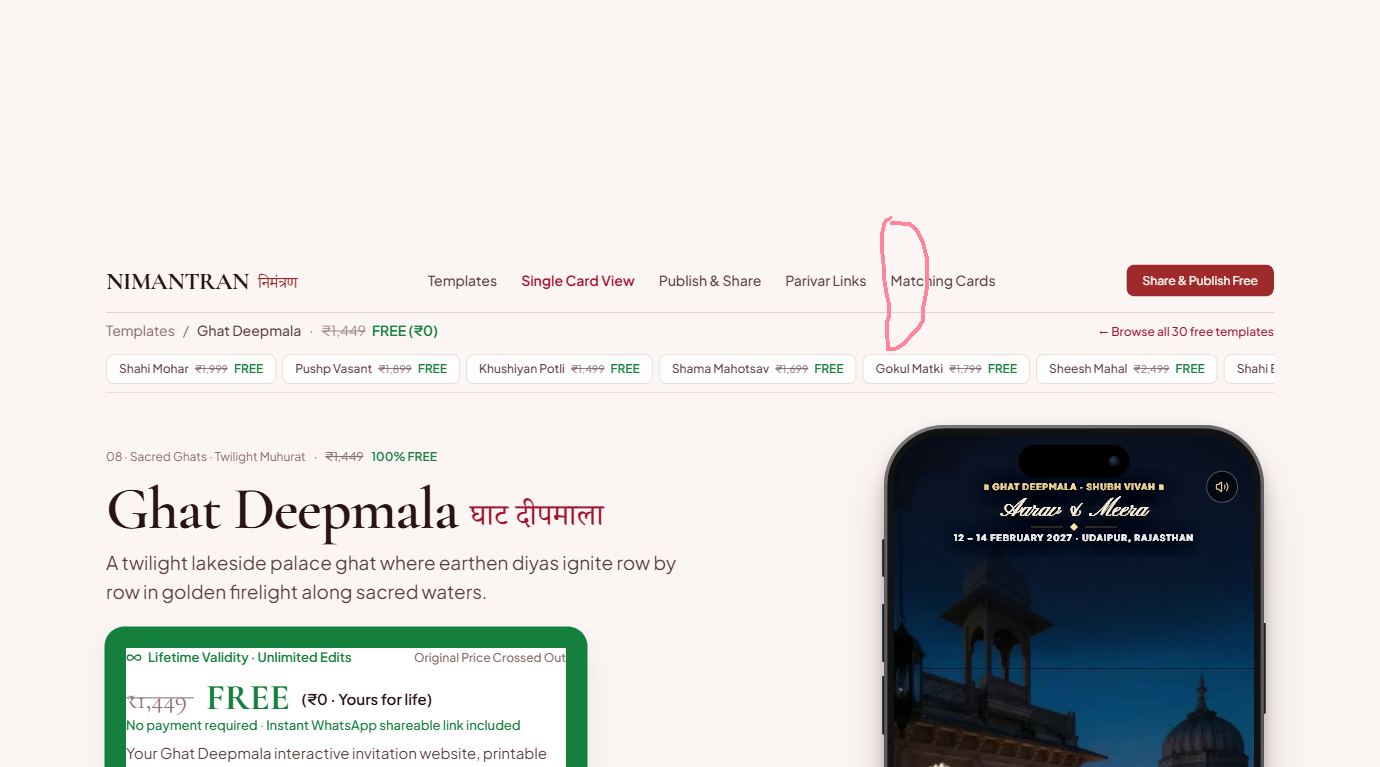 NIMANTRAN निमंत्रण Templates Single Card View Publish & Share Parivar Links Matching Cards Share & Publish Free
Templates / Ghat Deepmala · ₹1,449 FREE (₹0) ← Browse all 30 free templates
Shahi Mohar ₹1,999 FREE Pushp Vasant ₹1,899 FREE Khushiyan Potli ₹1,499 FREE Shama Mahotsav ₹1,699 FREE Gokul Matki ₹1,799 FREE Sheesh Mahal ₹2,499 FREE Shahi
08 · Sacred Ghats · Twilight Muhurat · ₹1,449 100% FREE
Ghat Deepmala घाट दीपमाला
A twilight lakeside palace ghat where earthen diyas ignite row by
row in golden firelight along sacred waters.
∞ Lifetime Validity · Unlimited Edits Original Price Crossed Out
₹1,449 FREE (₹0 · Yours for life)
No payment required · Instant WhatsApp shareable link included
Your Ghat Deepmala interactive invitation website, printable
GHAT DEEPMALA · SHUBH VIVAH
Aarav & Meera
12 – 14 FEBRUARY 2027 · UDAIPUR, RAJASTHAN